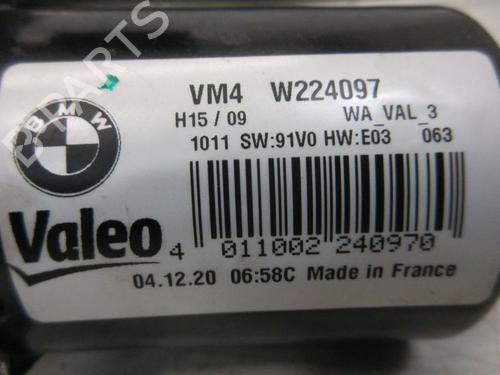 VM4 W224097
H15 / 09 WA_VAL_3
1011 SW:91V0 HW:E03 063
BMW
Valeo
4 011002 240970
04.12.20 06:58C Made in France